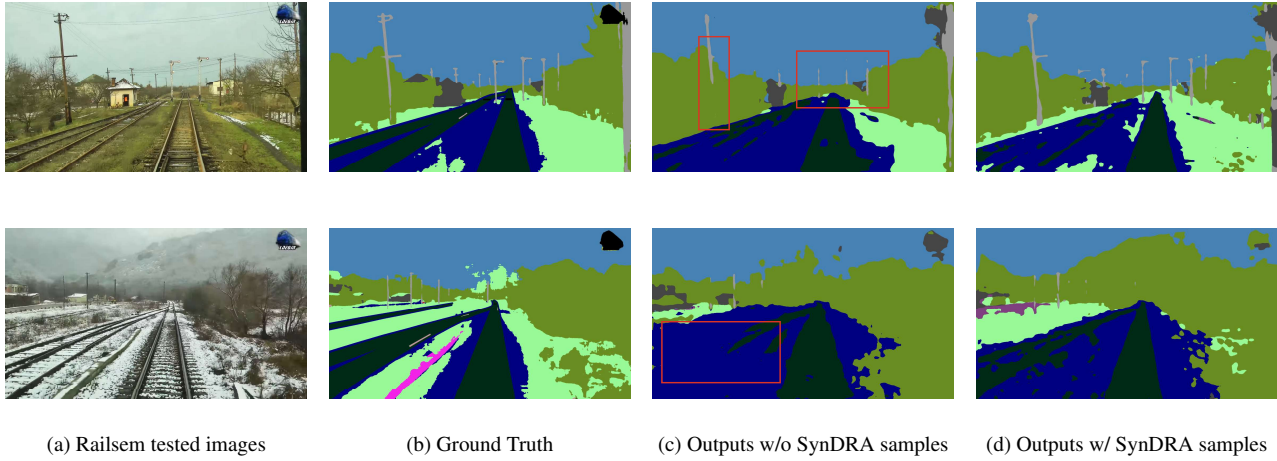 (a) Railsem tested images
(b) Ground Truth
(c) Outputs w/o SynDRA samples
(d) Outputs w/ SynDRA samples